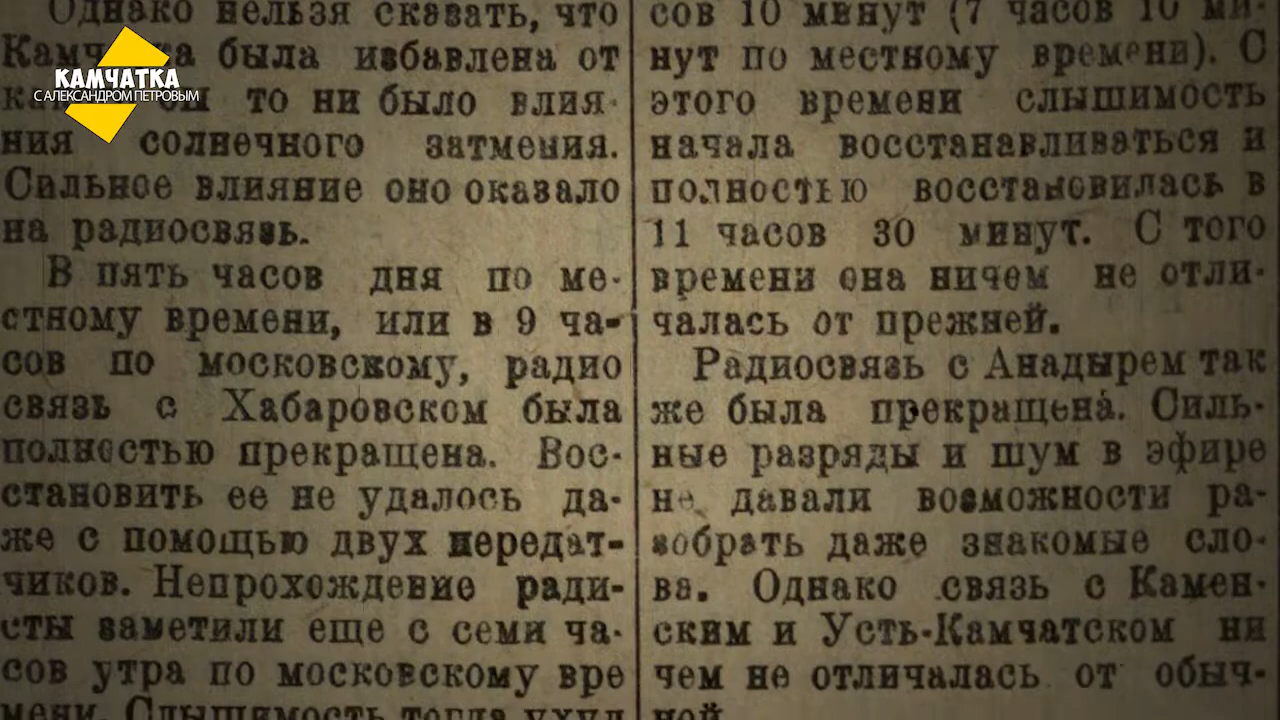 КАМЧАТКА
С АЛЕКСАНДРОМ ПЕТРОВЫМ
Однако нельзя сказать, что
была избавлена от
то ни было влия-
ния солнечного затмения.
Сильное влияние оно оказало
на радиосвязь.
В пять часов дня по ме-
стному времени, или в 9 ча-
сов по московскому, радио
связь с Хабаровском была
полностью прекращена. Вос-
становить ее не удалось да-
же с помощью двух передат-
чиков. Непрохождение ради-
сты заметили еще с семи ча-
сов утра по московскому вре
мени. Слышимость тогда
сов 10 минут (7 часов 10 ми-
нут по местному времени). С
этого времени слышимость
начала восстанавливаться и
полностью восстановилась в
11 часов 30 минут. С того
времени она ничем не отли-
чалась от прежней.
Радиосвязь с Анадырем так
же была прекращена. Силь-
ные разряды и шум в эфире
не давали возможности ра-
зобрать даже знакомые сло-
ва. Однако связь с Камен-
ским и Усть-Камчатском ни
чем не отличалась от обыч-
ной.